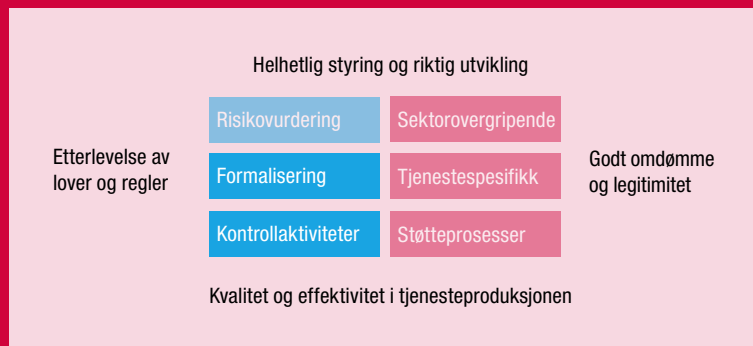 Helhetlig styring og riktig utvikling
Risikovurdering
Sektorovergripende
Etterlevelse av
lover og regler
Formalisering
Tjenestespesifikk
Godt omdømme
og legitimitet
Kontrollaktiviteter
Støtteprosesser
Kvalitet og effektivitet i tjenesteproduksjonen